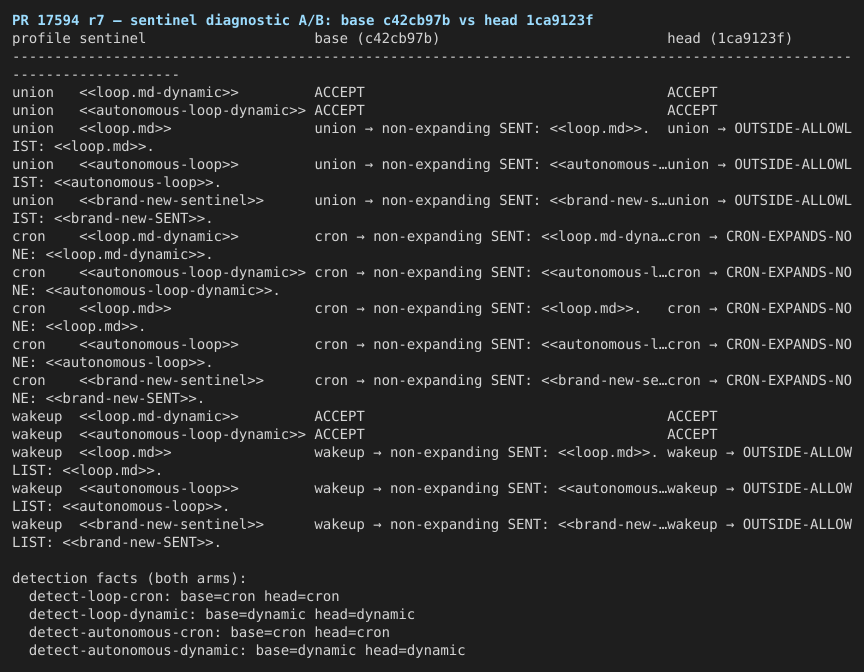 PR 17594 r7 — sentinel diagnostic A/B: base c42cb97b vs head 1ca9123f
profile sentinel                    base (c42cb97b)                           head (1ca9123f)
----------------------------------------------------------------------------------------------------
--------------------
union   <<loop.md-dynamic>>         ACCEPT                                    ACCEPT
union   <<autonomous-loop-dynamic>> ACCEPT                                    ACCEPT
union   <<loop.md>>                 union → non-expanding SENT: <<loop.md>>.  union → OUTSIDE-ALLOWL
IST: <<loop.md>>.
union   <<autonomous-loop>>         union → non-expanding SENT: <<autonomous-…union → OUTSIDE-ALLOWL
IST: <<autonomous-loop>>.
union   <<brand-new-sentinel>>      union → non-expanding SENT: <<brand-new-s…union → OUTSIDE-ALLOWL
IST: <<brand-new-SENT>>.
cron    <<loop.md-dynamic>>         cron → non-expanding SENT: <<loop.md-dyna…cron → CRON-EXPANDS-NO
NE: <<loop.md-dynamic>>.
cron    <<autonomous-loop-dynamic>> cron → non-expanding SENT: <<autonomous-l…cron → CRON-EXPANDS-NO
NE: <<autonomous-loop-dynamic>>.
cron    <<loop.md>>                 cron → non-expanding SENT: <<loop.md>>.   cron → CRON-EXPANDS-NO
NE: <<loop.md>>.
cron    <<autonomous-loop>>         cron → non-expanding SENT: <<autonomous-l…cron → CRON-EXPANDS-NO
NE: <<autonomous-loop>>.
cron    <<brand-new-sentinel>>      cron → non-expanding SENT: <<brand-new-se…cron → CRON-EXPANDS-NO
NE: <<brand-new-SENT>>.
wakeup  <<loop.md-dynamic>>         ACCEPT                                    ACCEPT
wakeup  <<autonomous-loop-dynamic>> ACCEPT                                    ACCEPT
wakeup  <<loop.md>>                 wakeup → non-expanding SENT: <<loop.md>>. wakeup → OUTSIDE-ALLOW
LIST: <<loop.md>>.
wakeup  <<autonomous-loop>>         wakeup → non-expanding SENT: <<autonomous…wakeup → OUTSIDE-ALLOW
LIST: <<autonomous-loop>>.
wakeup  <<brand-new-sentinel>>      wakeup → non-expanding SENT: <<brand-new-…wakeup → OUTSIDE-ALLOW
LIST: <<brand-new-SENT>>.

detection facts (both arms):
  detect-loop-cron: base=cron head=cron
  detect-loop-dynamic: base=dynamic head=dynamic
  detect-autonomous-cron: base=cron head=cron
  detect-autonomous-dynamic: base=dynamic head=dynamic